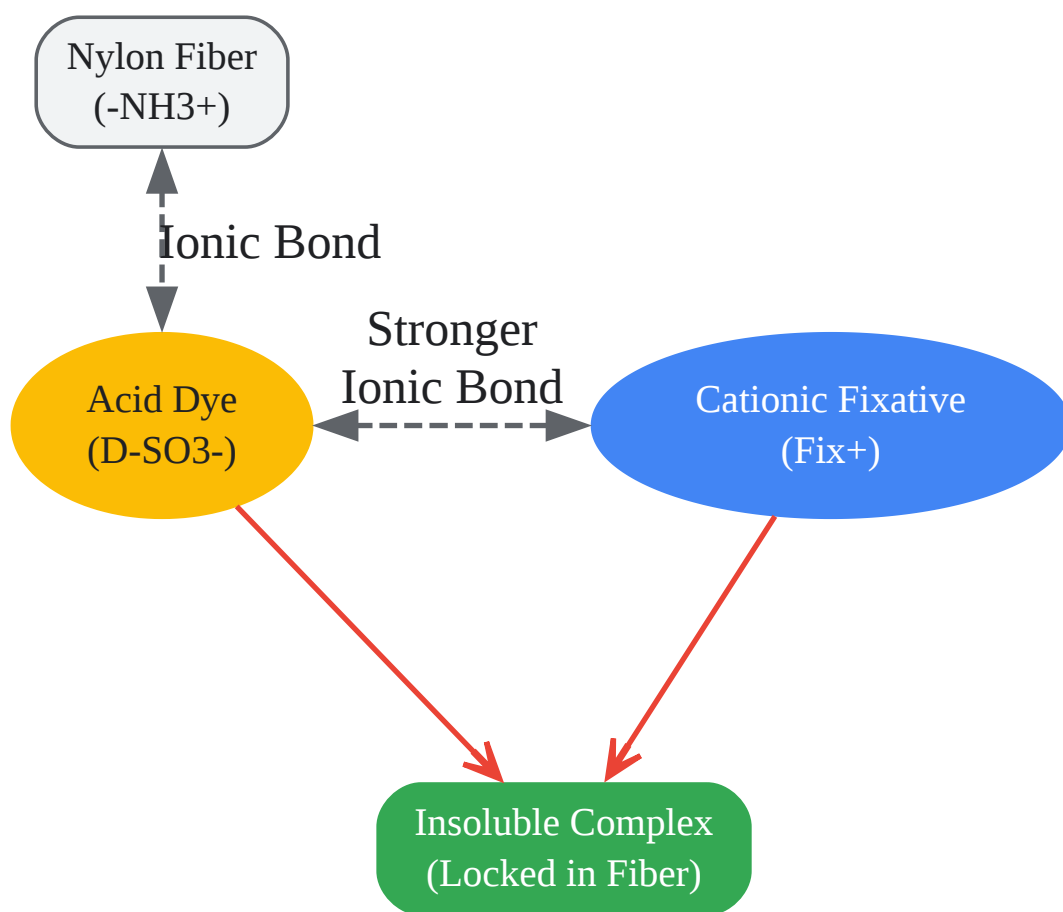 Nylon Fiber
(-NH3+)
Ionic Bond
Stronger
Ionic Bond
Acid Dye
(D-SO3-)
Cationic Fixative
(Fix+)
Insoluble Complex
(Locked in Fiber)